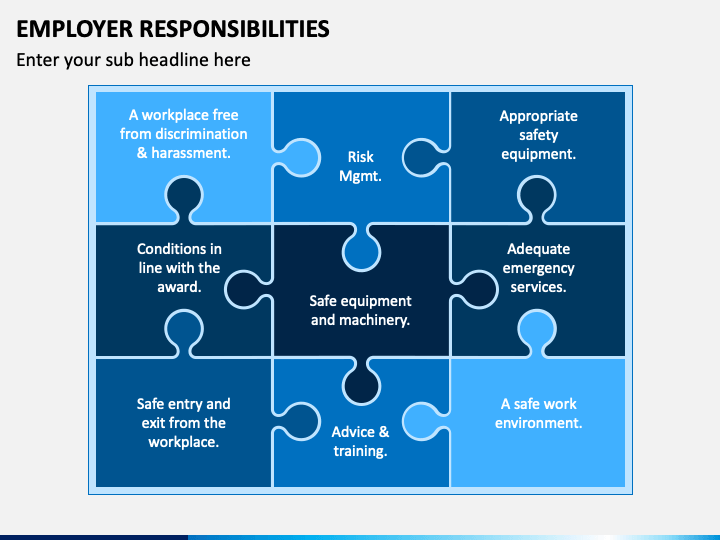 EMPLOYER RESPONSIBILITIES
Enter your sub headline here
A workplace free
from discrimination
& harassment.
Risk
Mgmt.
Appropriate
safety
equipment.
Conditions in
line with the
award.
Safe equipment
and machinery.
Adequate
emergency
services.
Safe entry and
exit from the
workplace.
Advice &
training.
A safe work
environment.